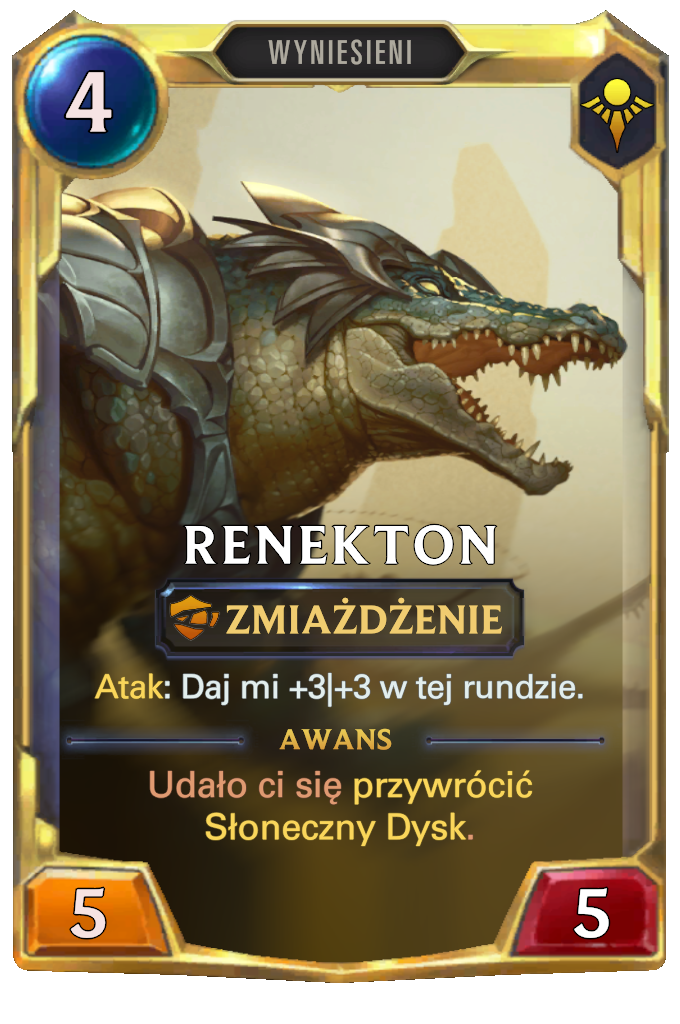 WYNIESIENI
4
RENEKTON
ZMIAŻDŻENIE
Atak: Daj mi +3|+3 w tej rundzie.
AWANS
Udało ci się przywrócić
Słoneczny Dysk.
5
5